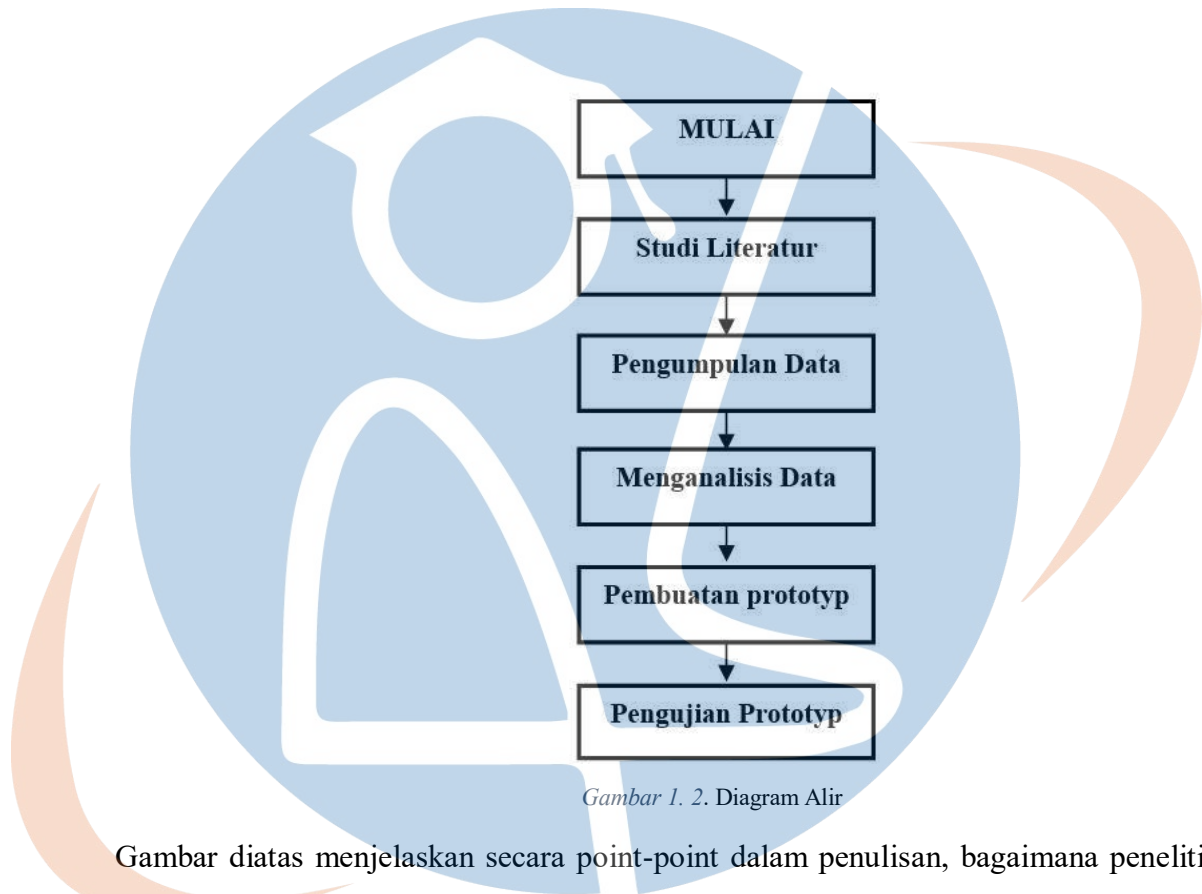 MULAI
Studi Literatur
Pengumpulan Data
Menganalisis Data
Pembuatan prototyp
Pengujian Prototyp
Gambar 1. 2. Diagram Alir
Gambar diatas menjelaskan secara point-point dalam penulisan, bagaimana peneliti